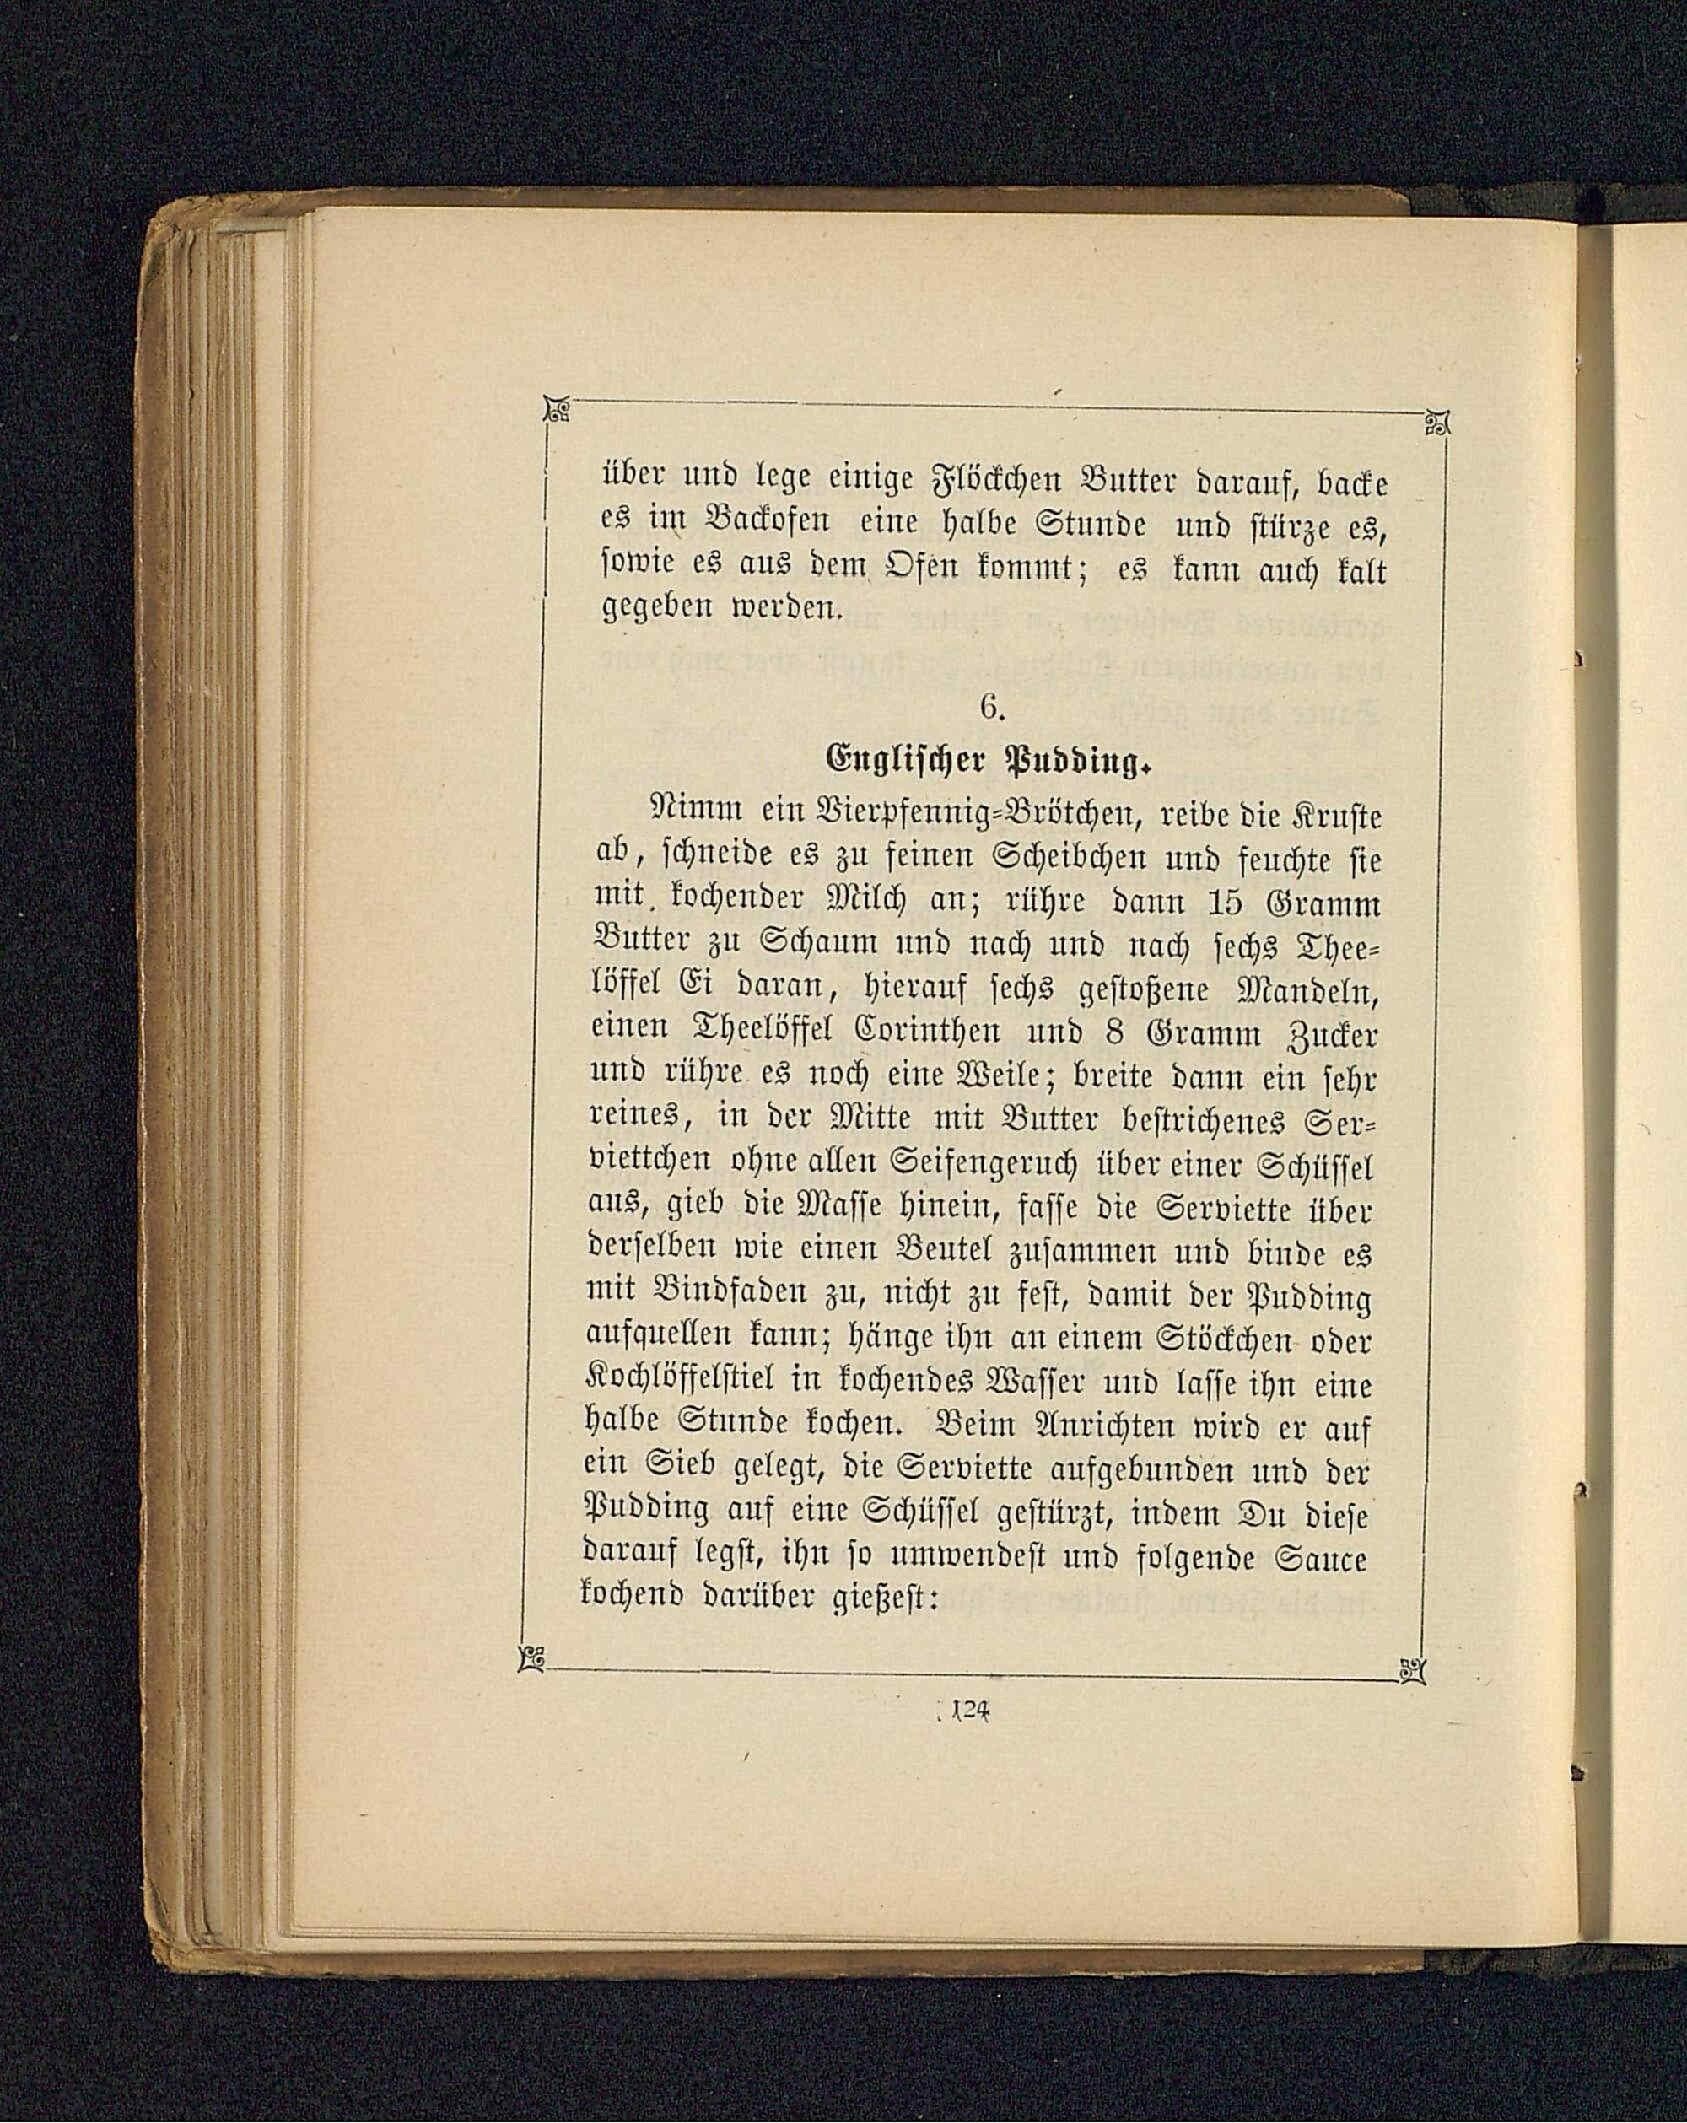 über und lege einige Flöckchen Butter darauf, backe
es im Backofen eine halbe Stunde und stürze es,
sowie es aus dem Ofen kommt; es kann auch kalt
gegeben werden.
6.
Englischer Pudding.
Nimm ein Vierpfennig-Brötchen, reibe die Kruste
ab, schneide es zu feinen Scheibchen und feuchte sie
mit kochender Milch an; rühre dann 15 Gramm
Butter zu Schaum und nach und nach sechs Thee-
löffel Ei daran, hierauf sechs gestoßene Mandeln,
einen Theelöffel Corinthen und 8 Gramm Zucker
und rühre es noch eine Weile; breite dann ein sehr
reines, in der Mitte mit Butter bestrichenes Ser-
viettchen ohne allen Seifengeruch über einer Schüssel
aus, gieb die Masse hinein, fasse die Serviette über
derselben wie einen Beutel zusammen und binde es
mit Bindfaden zu, nicht zu fest, damit der Pudding
aufquellen kann; hänge ihn an einem Stöckchen oder
Kochlöffelstiel in kochendes Wasser und lasse ihn eine
halbe Stunde kochen. Beim Anrichten wird er auf
ein Sieb gelegt, die Serviette aufgebunden und der
Pudding auf eine Schüssel gestürzt, indem Du diese
darauf legst, ihn so umwendest und folgende Sauce
kochend darüber gießest:
124